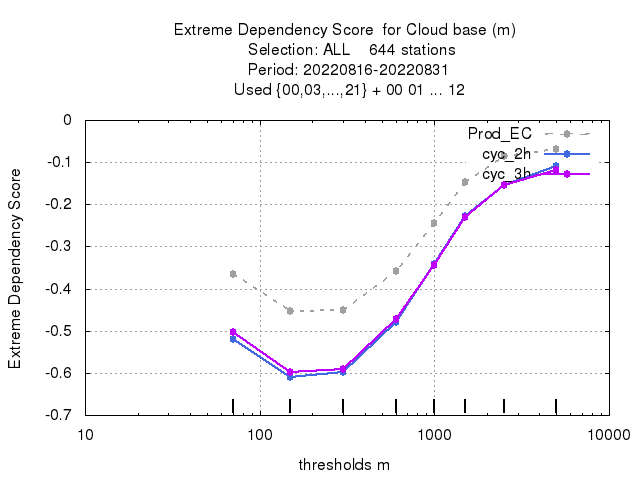 Extreme Dependency Score  for Cloud base (m)
Selection: ALL    644 stations
Period: 20220816-20220831
Used {00,03,...,21} + 00 01 ... 12
Prod_EC
cyc_2h
cyc_3h
0
-0.1
-0.2
-0.3
-0.4
-0.5
-0.6
-0.7
Extreme Dependency Score
10
100
1000
10000
thresholds m